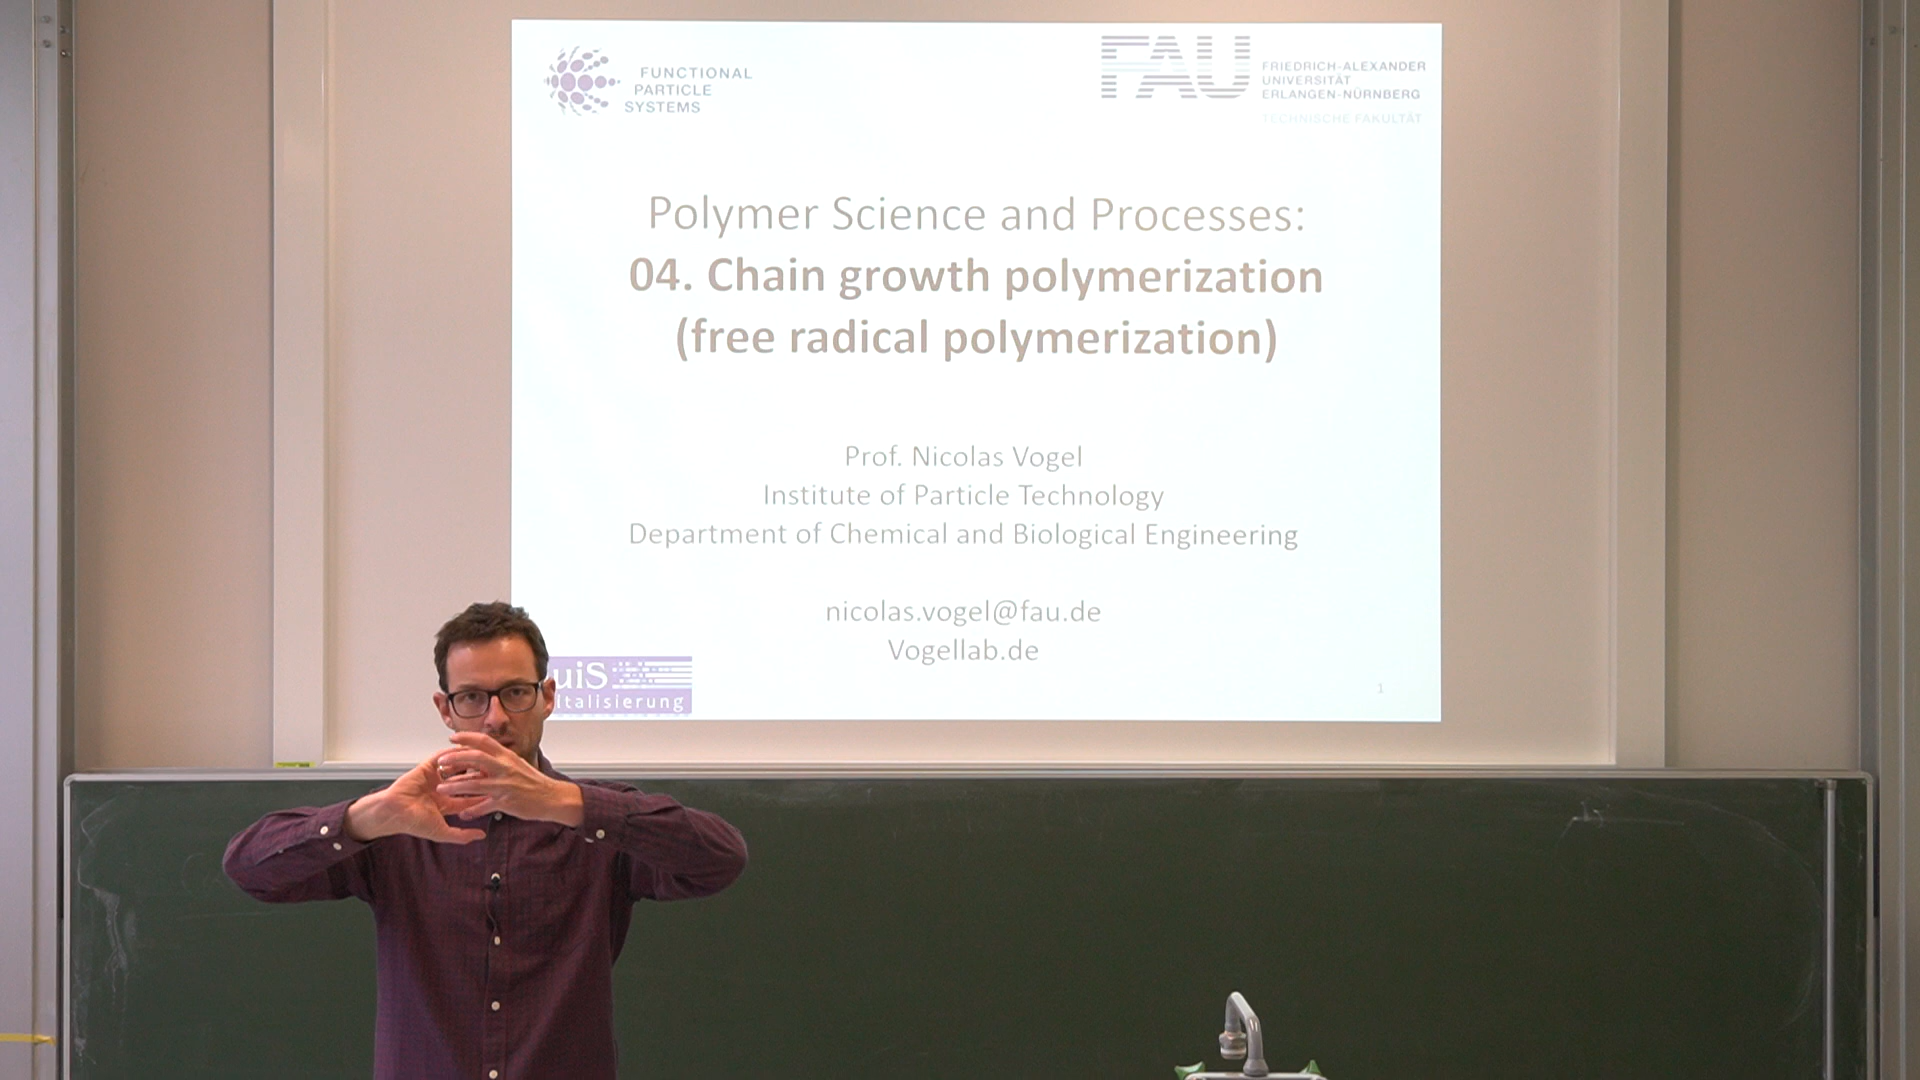 FUNCTIONAL
PARTICLE
SYSTEMS
FAU
FRIEDRICH-ALEXANDER
UNIVERSITÄT
ERLANGEN-NÜRNBERG
TECHNISCHE FAKULTÄT
Polymer Science and Processes:
04. Chain growth polymerization
(free radical polymerization)
Prof. Nicolas Vogel
Institute of Particle Technology
Department of Chemical and Biological Engineering
nicolas.vogel@fau.de
Vogellab.de
uiS
italisierung
1